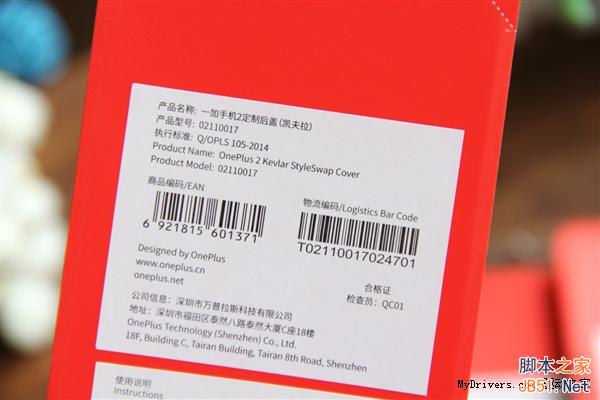 产品名称: 一加手机2定制后盖(凯夫拉)
产品型号: 02110017
执行标准: Q/OPLS 105-2014
Product Name: OnePlus 2 Kevlar StyleSwap Cover
Product Model: 02110017
商品编码/EAN
6 921815 601371
物流编码/Logistics Bar Code
T02110017024701
Designed by OnePlus
www.oneplus.cn
oneplus.net
合格证
检查员: QC01
公司信息: 深圳市万普拉斯科技有限公司
地址: 深圳市福田区泰然八路泰然大厦C座18楼
OnePlus Technology (Shenzhen) Co., Ltd.
18F, Building C, Tairan Building, Tairan 8th Road, Shenzhen
使用说明
Instructions
MyDrivers.c
脚本之家
JB51.Net